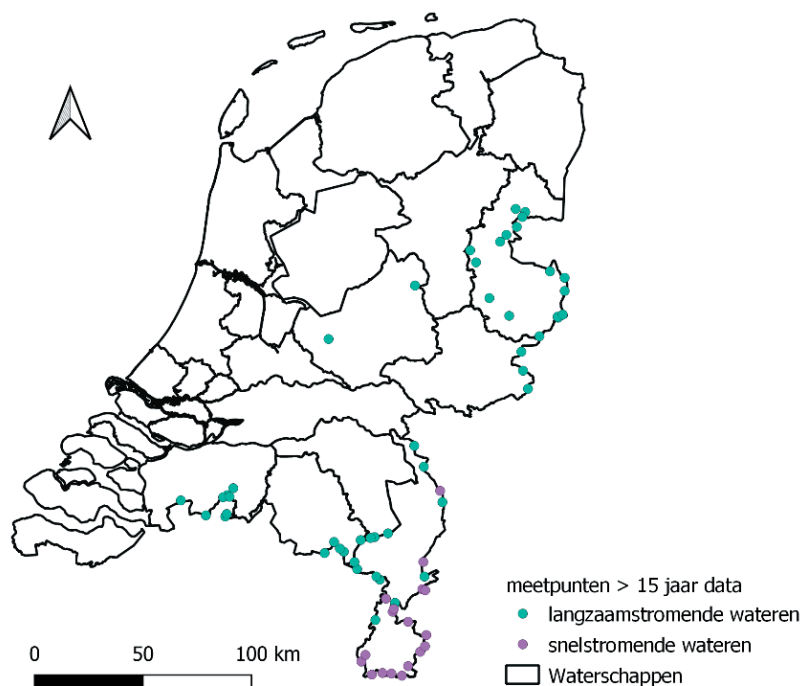 meetpunten > 15 jaar data
langzaamstromende wateren
snelstromende wateren
Waterschappen
0 50 100 km